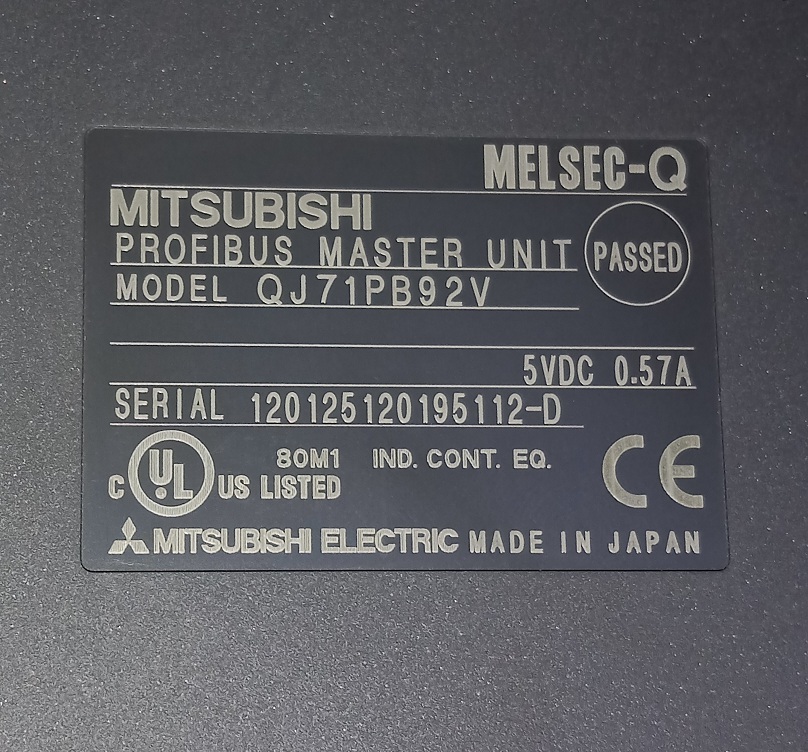 MELSEC-Q
MITSUBISHI
PROFIBUS MASTER UNIT
PASSED
MODEL QJ71PB92V
5VDC 0.57A
SERIAL 120125120195112-D
C UL US LISTED
80M1 IND. CONT. EQ.
CE
MITSUBISHI ELECTRIC MADE IN JAPAN